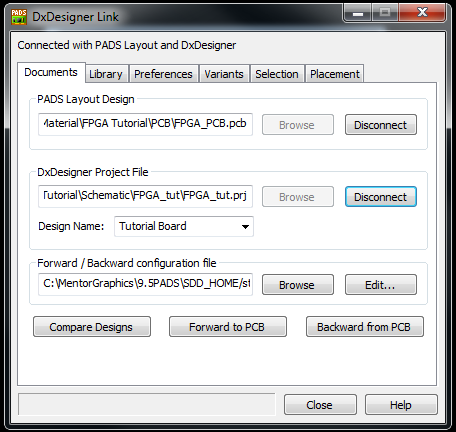 PADS
DxDesigner Link
Connected with PADS Layout and DxDesigner
Documents Library Preferences Variants Selection Placement
PADS Layout Design
Material\FPGA Tutorial\PCB\FPGA_PCB.pcb Browse Disconnect
DxDesigner Project File
Tutorial\Schematic\FPGA_tut\FPGA_tut.prj Browse Disconnect
Design Name: Tutorial Board
Forward / Backward configuration file
C:\MentorGraphics\9.5PADS\SDD_HOME/st Browse Edit...
Compare Designs Forward to PCB Backward from PCB
Close Help